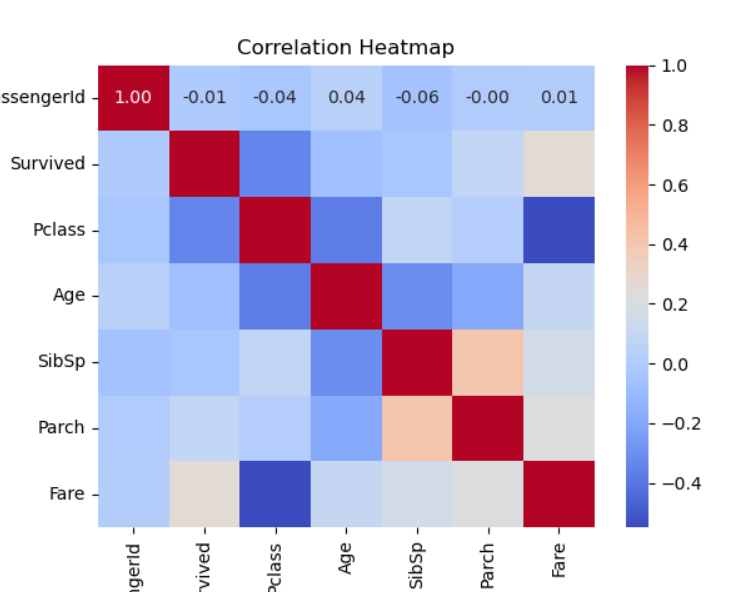 Correlation Heatmap
ssengerId 1.00 -0.01 -0.04 0.04 -0.06 -0.00 0.01
Survived
Pclass
Age
SibSp
Parch
Fare
ngerId
rvived
Pclass
Age
SibSp
Parch
Fare
1.0
0.8
0.6
0.4
0.2
0.0
−0.2
−0.4